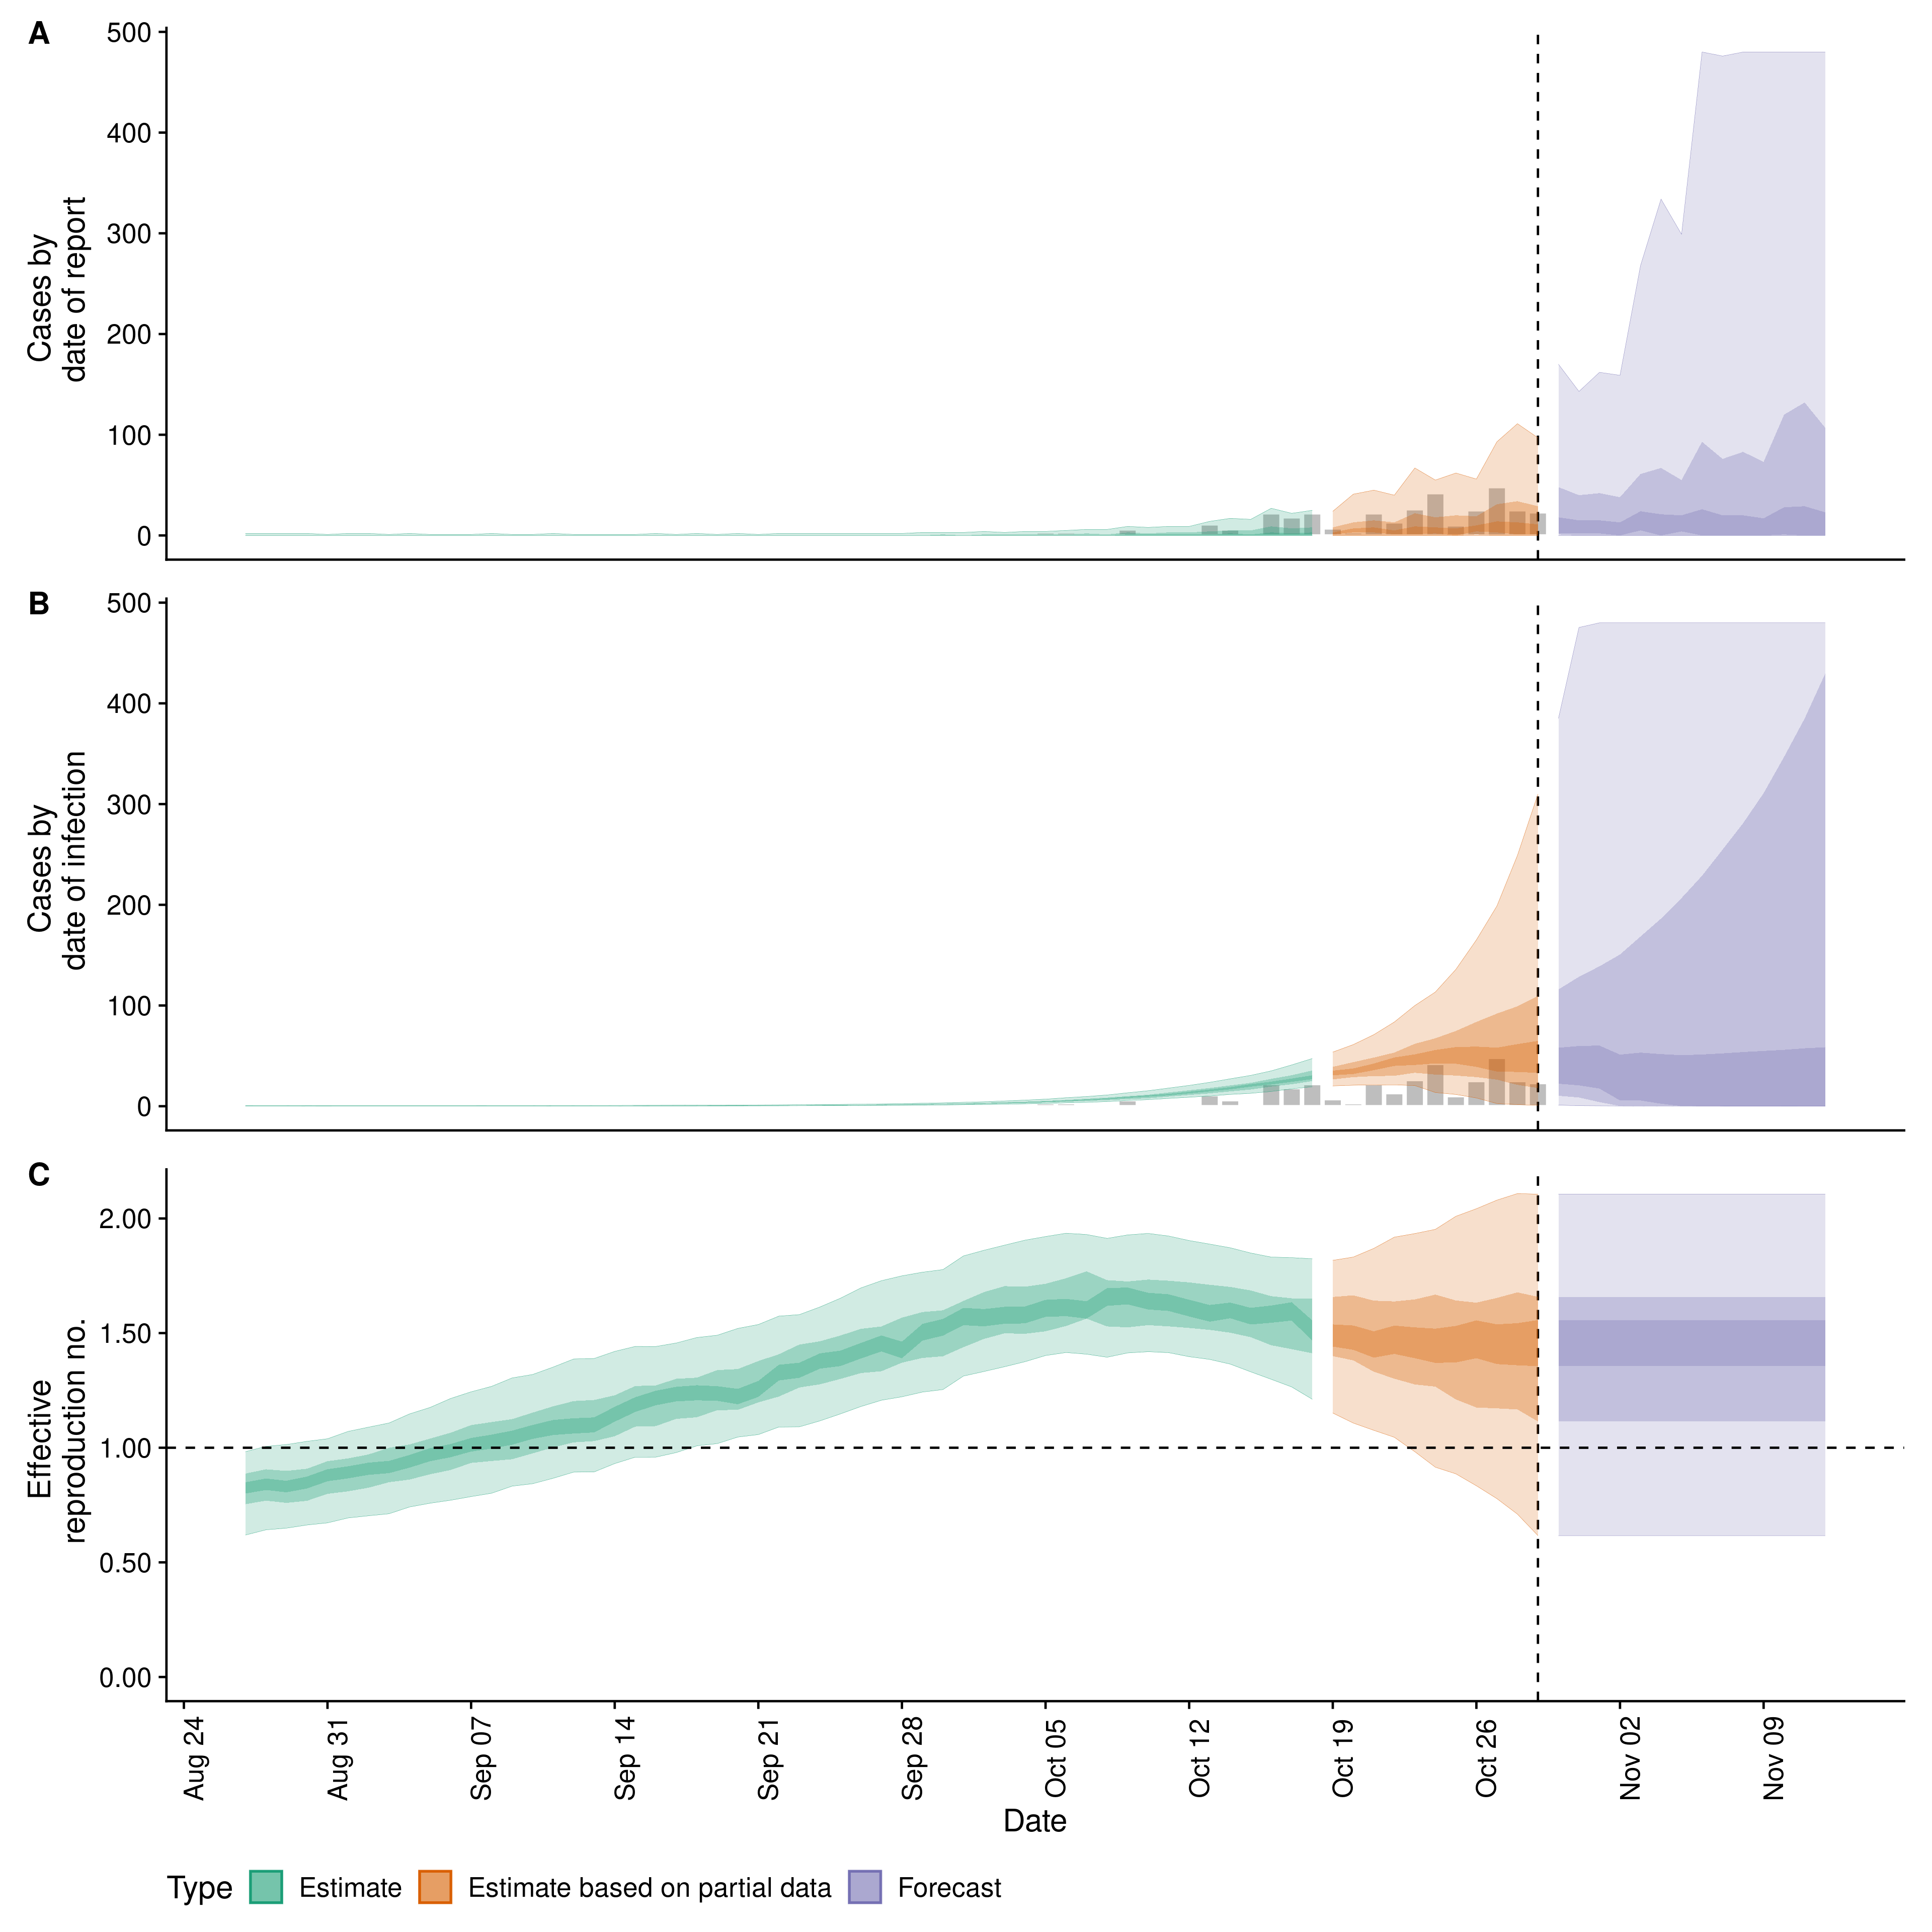 A
Cases by
date of report
500
400
300
200
100
0
B
Cases by
date of infection
500
400
300
200
100
0
C
Effective
reproduction no.
2.00
1.50
1.00
0.50
0.00
Aug 24
Aug 31
Sep 07
Sep 14
Sep 21
Sep 28
Oct 05
Oct 12
Oct 19
Oct 26
Nov 02
Nov 09
Date
Type Estimate Estimate based on partial data Forecast